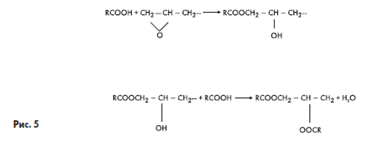 RCOOH + CH₂ – CH – CH₂-- ⟶ RCOOCH₂ – CH – CH₂--
O
OH
RCOOCH₂ – CH – CH₂-- + RCOOH ⟶ RCOOCH₂ – CH – CH₂ + H₂O
Рис. 5
OH
OOCR